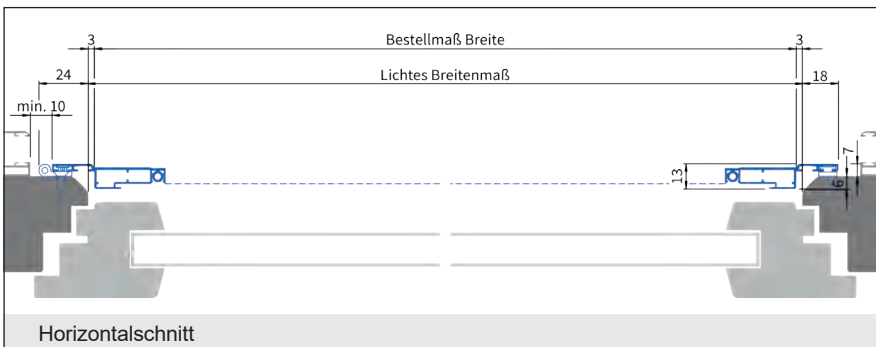 3 Bestellmaß Breite 3
24 Lichtes Breitenmaß 18
min. 10
7
13
6
Horizontalschnitt